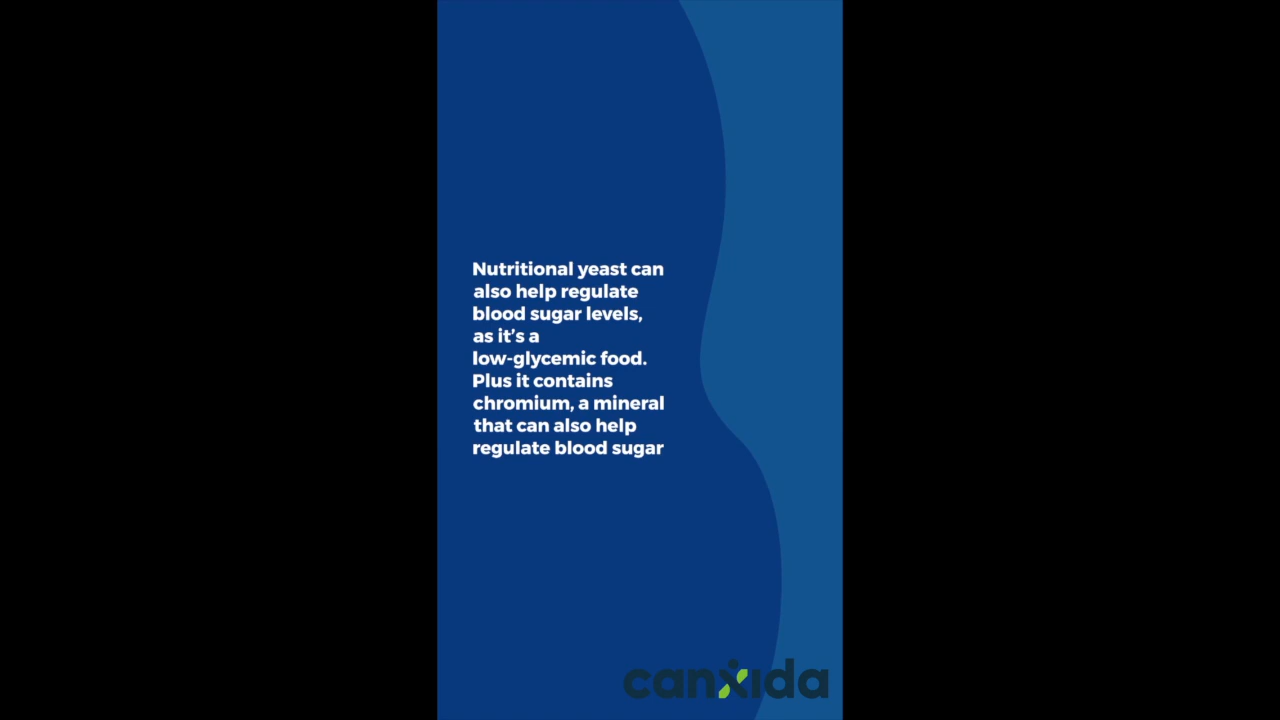 Nutritional yeast can
also help regulate
blood sugar levels,
as it’s a
low-glycemic food.
Plus it contains
chromium, a mineral
that can also help
regulate blood sugar
canxida